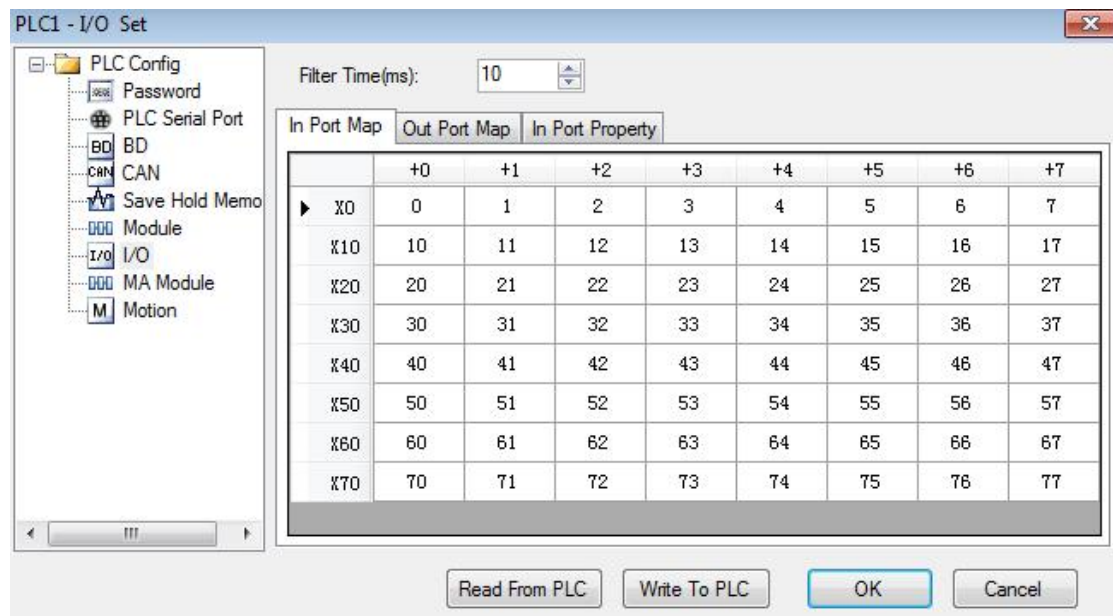 PLC1 - I/O Set
PLC Config
Password
PLC Serial Port
BD BD
CAN CAN
Save Hold Memo
Module
I/O I/O
MA Module
M Motion
Filter Time(ms): 10
In Port Map Out Port Map In Port Property
+0 +1 +2 +3 +4 +5 +6 +7
X0 0 1 2 3 4 5 6 7
X10 10 11 12 13 14 15 16 17
X20 20 21 22 23 24 25 26 27
X30 30 31 32 33 34 35 36 37
X40 40 41 42 43 44 45 46 47
X50 50 51 52 53 54 55 56 57
X60 60 61 62 63 64 65 66 67
X70 70 71 72 73 74 75 76 77
Read From PLC Write To PLC OK Cancel